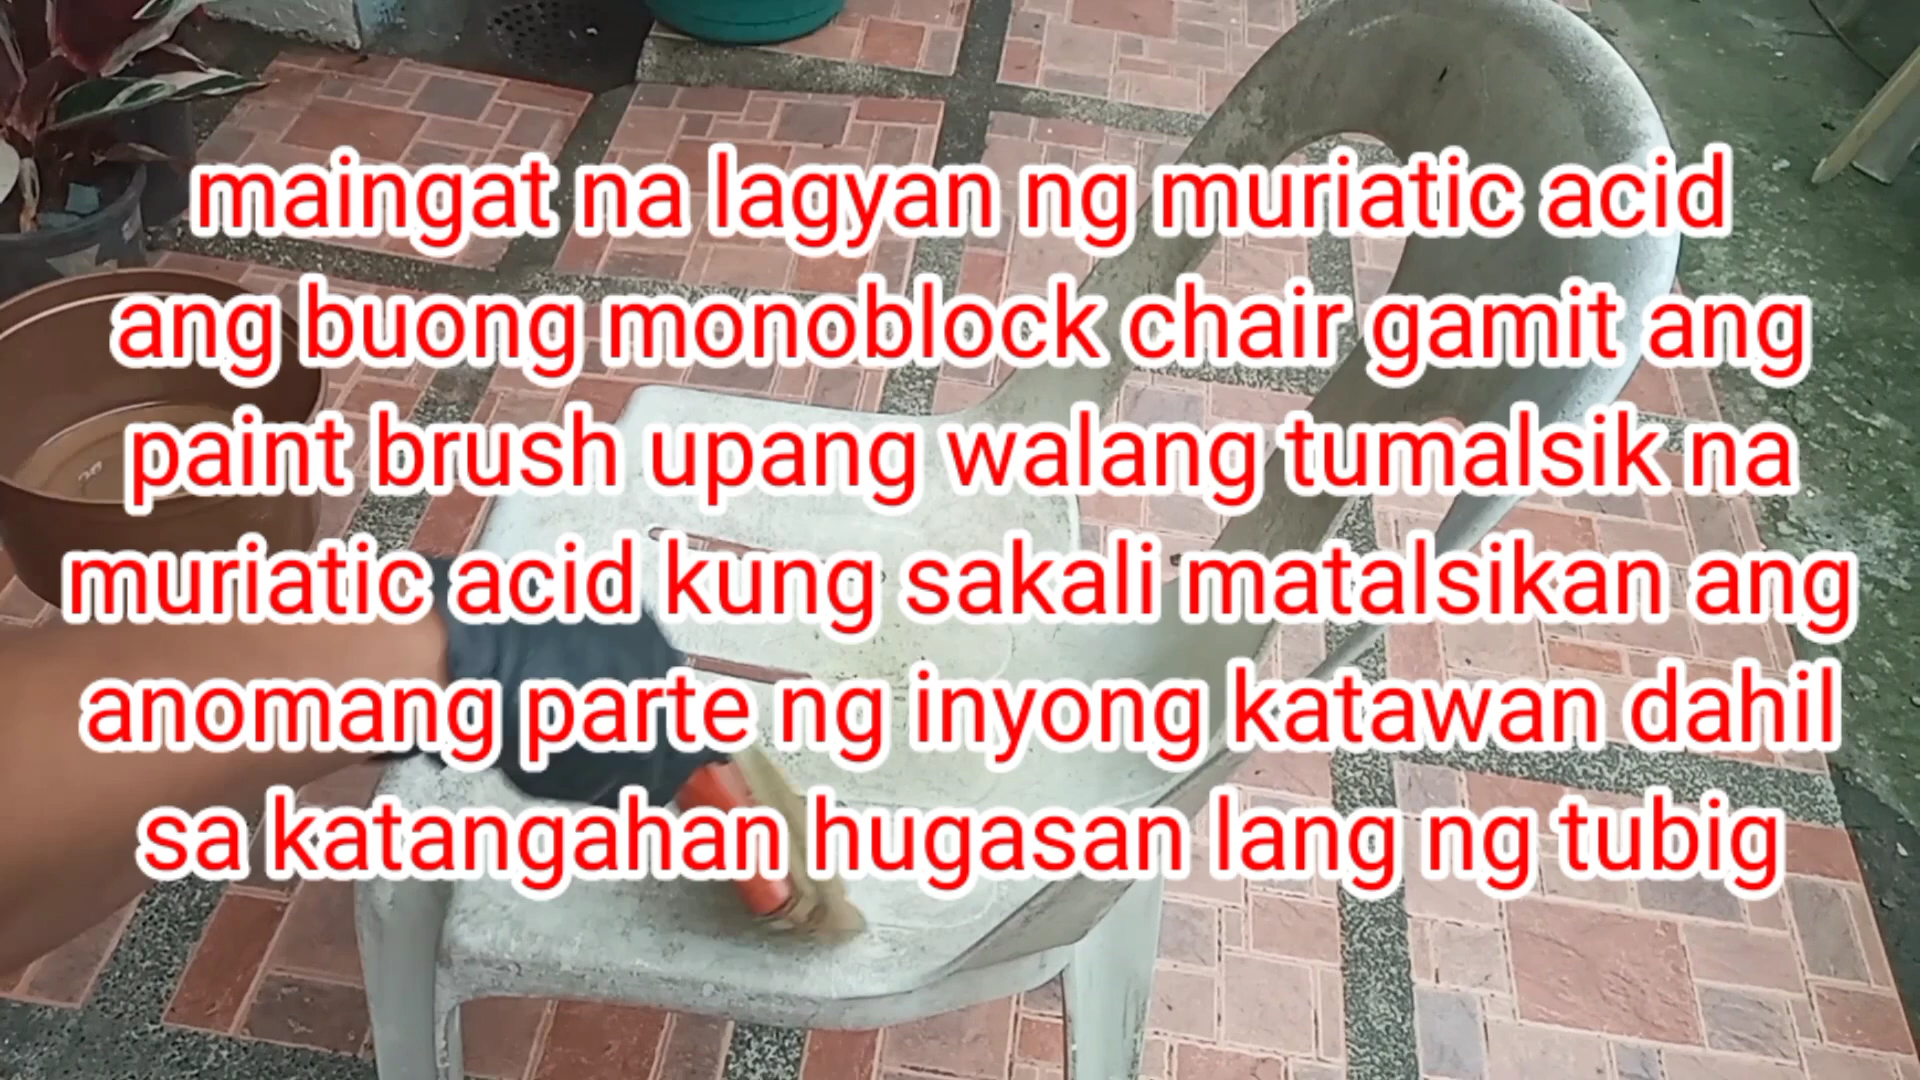 maingat na lagyan ng muriatic acid
ang buong monoblock chair gamit ang
paint brush upang walang tumalsik na
muriatic acid kung sakali matalsikan ang
anomang parte ng inyong katawan dahil
sa katangahan hugasan lang ng tubig